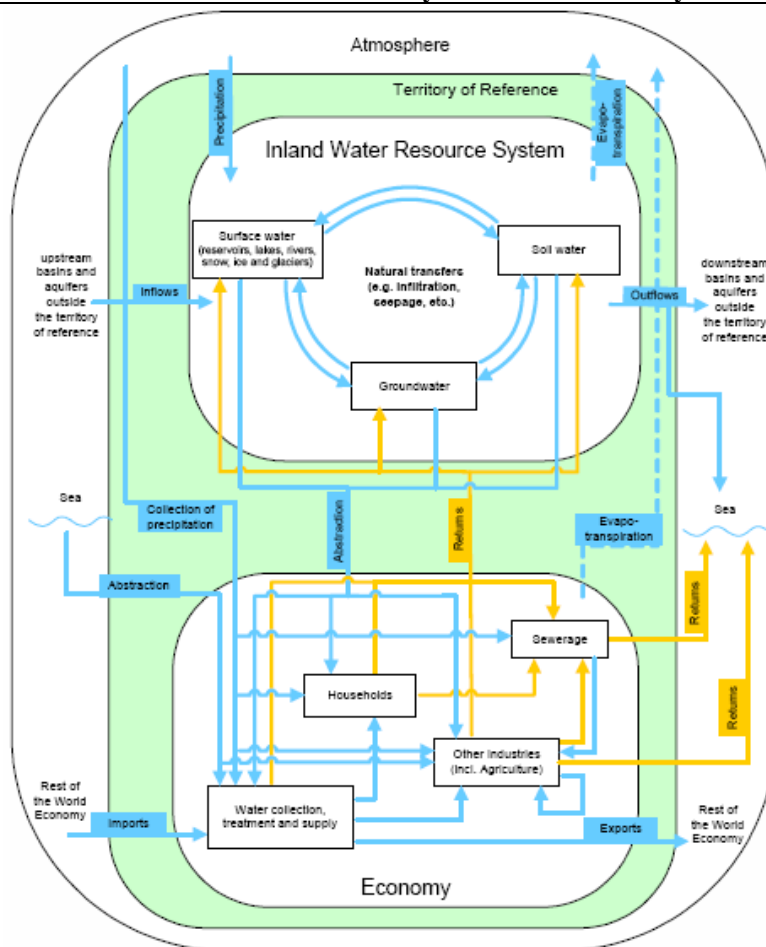 Atmosphere
Territory of Reference
Precipitation
Evapo-
transpiration
Inland Water Resource System
Surface water
(reservoirs, lakes, rivers,
snow, ice and glaciers)
Soil water
Natural transfers
(e.g. infiltration,
seepage, etc.)
upstream
basins and
aquifers
outside
the territory
of reference
Inflows
Outflows
downstream
basins and
aquifers
outside
the territory
of reference
Groundwater
Sea
Collection of
precipitation
Abstraction
Returns
Evapo-
transpiration
Sea
Abstraction
Returns
Returns
Sewerage
Households
Other Industries
(incl. Agriculture)
Rest of
the World
Economy
Imports
Water collection,
treatment and supply
Exports
Rest of
the World
Economy
Economy